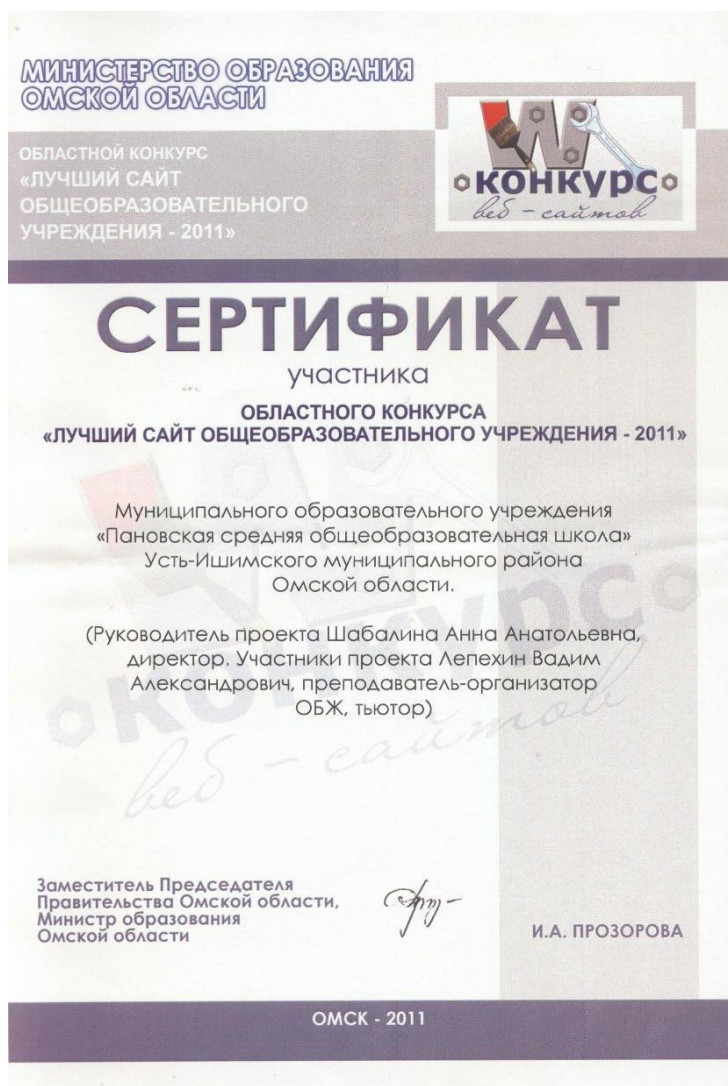 МИНИСТЕРСТВО ОБРАЗОВАНИЯ
ОМСКОЙ ОБЛАСТИ
ОБЛАСТНОЙ КОНКУРС
«ЛУЧШИЙ САЙТ
ОБЩЕОБРАЗОВАТЕЛЬНОГО
УЧРЕЖДЕНИЯ - 2011»
W
КОНКУРС
веб - сайтов
СЕРТИФИКАТ
участника
ОБЛАСТНОГО КОНКУРСА
«ЛУЧШИЙ САЙТ ОБЩЕОБРАЗОВАТЕЛЬНОГО УЧРЕЖДЕНИЯ - 2011»
Муниципального образовательного учреждения
«Пановская средняя общеобразовательная школа»
Усть-Ишимского муниципального района
Омской области.
(Руководитель проекта Шабалина Анна Анатольевна,
директор. Участники проекта Лепехин Вадим
Александрович, преподаватель-организатор
ОБЖ, тьютор)
конкурс
веб - сайтов
Заместитель Председателя
Правительства Омской области,
Министр образования
Омской области
И.А. ПРОЗОРОВА
ОМСК - 2011